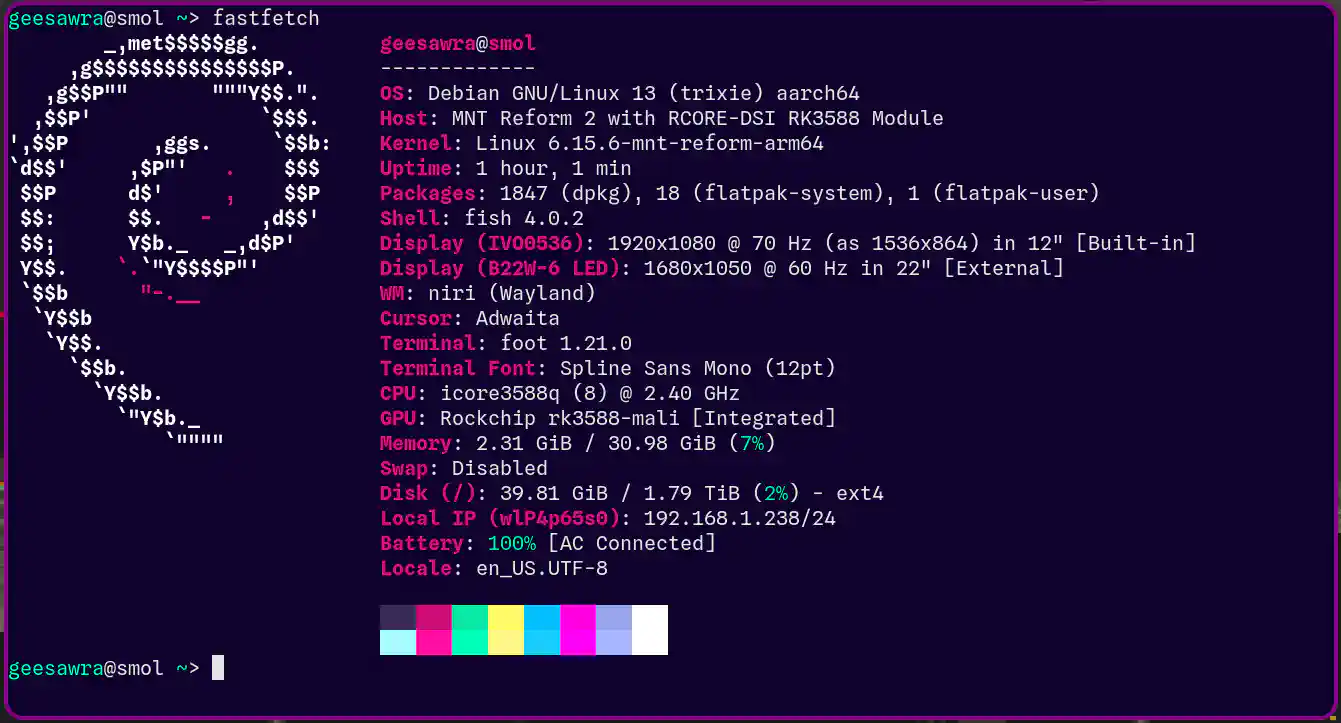 geesawra@smol ~> fastfetch
        _,met$$$$$gg.          geesawra@smol
     ,g$$$$$$$$$$$$$$$P.       -------------
   ,g$$P""       """Y$$.".     OS: Debian GNU/Linux 13 (trixie) aarch64
  ,$$P'              `$$$.     Host: MNT Reform 2 with RCORE-DSI RK3588 Module
',$$P       ,ggs.     `$$b:    Kernel: Linux 6.15.6-mnt-reform-arm64
`d$$'     ,$P"'   .    $$$     Uptime: 1 hour, 1 min
 $$P      d$'     ,    $$P     Packages: 1847 (dpkg), 18 (flatpak-system), 1 (flatpak-user)
 $$:      $$.   -    ,d$$'     Shell: fish 4.0.2
 $$;      Y$b._   _,d$P'       Display (IVO0536): 1920x1080 @ 70 Hz (as 1536x864) in 12" [Built-in]
 Y$$.    `.`"Y$$$$P"'          Display (B22W-6 LED): 1680x1050 @ 60 Hz in 22" [External]
 `$$b      "-.__               WM: niri (Wayland)
  `Y$$b                        Cursor: Adwaita
   `Y$$.                       Terminal: foot 1.21.0
     `$$b.                     Terminal Font: Spline Sans Mono (12pt)
       `Y$$b.                  CPU: icore3588q (8) @ 2.40 GHz
         `"Y$b._               GPU: Rockchip rk3588-mali [Integrated]
             `""""             Memory: 2.31 GiB / 30.98 GiB (7%)
                               Swap: Disabled
                               Disk (/): 39.81 GiB / 1.79 TiB (2%) - ext4
                               Local IP (wlP4p65s0): 192.168.1.238/24
                               Battery: 100% [AC Connected]
                               Locale: en_US.UTF-8
geesawra@smol ~>